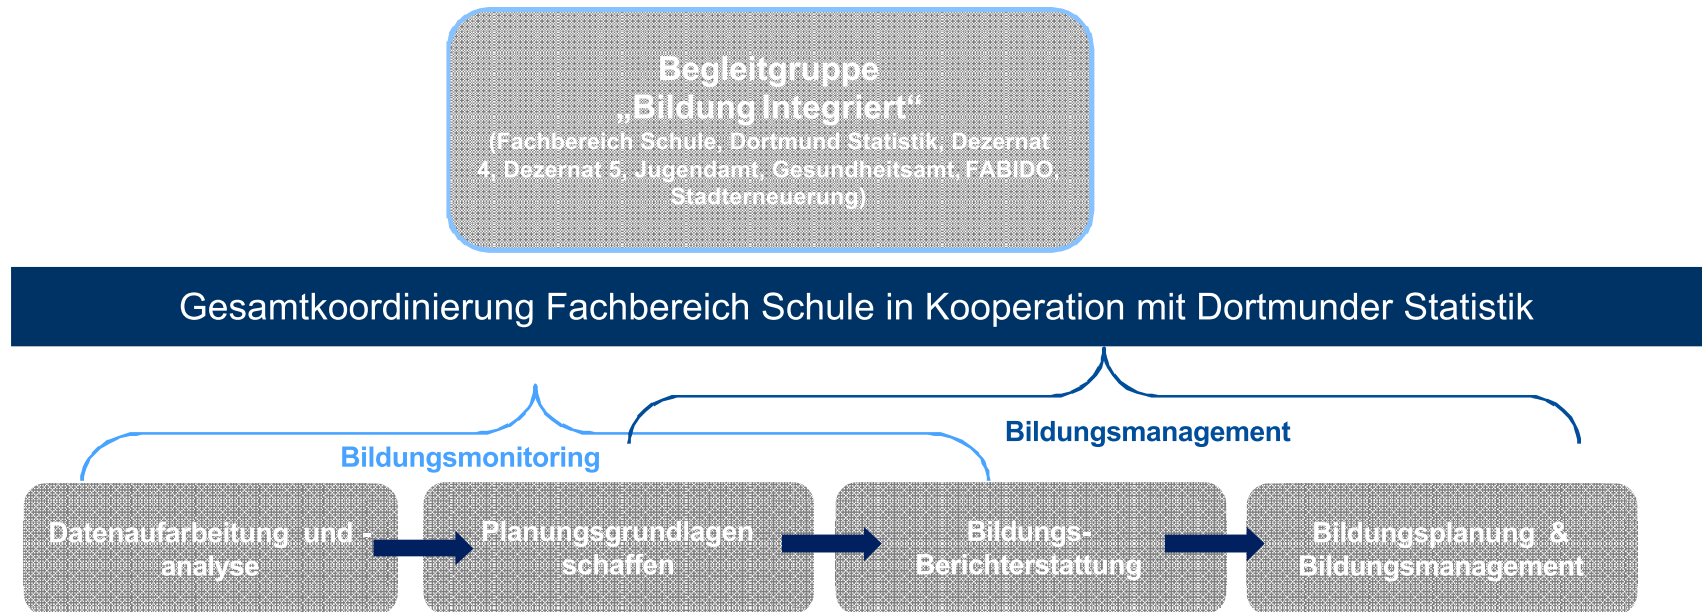 Begleitgruppe
„Bildung Integriert“
(Fachbereich Schule, Dortmund Statistik, Dezernat
4, Dezernat 5, Jugendamt, Gesundheitsamt, FABIDO,
Stadterneuerung)
Gesamtkoordinierung Fachbereich Schule in Kooperation mit Dortmunder Statistik
Bildungsmanagement
Bildungsmonitoring
Datenaufarbeitung und -
analyse
Planungsgrundlagen
schaffen
Bildungs-
Berichterstattung
Bildungsplanung &
Bildungsmanagement